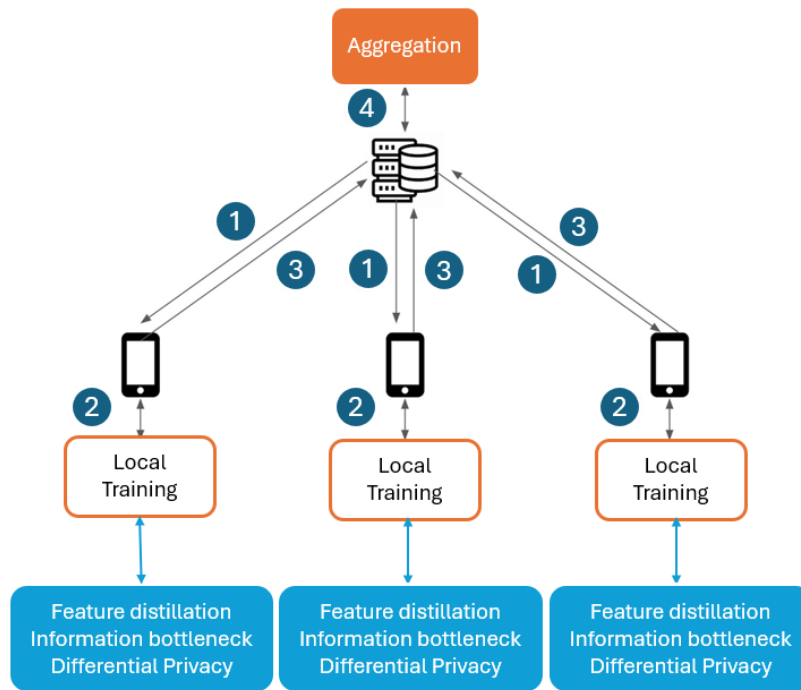 Aggregation
4
1
3
1
3
3
1
2
2
2
Local
Training
Local
Training
Local
Training
Feature distillation
Information bottleneck
Differential Privacy
Feature distillation
Information bottleneck
Differential Privacy
Feature distillation
Information bottleneck
Differential Privacy